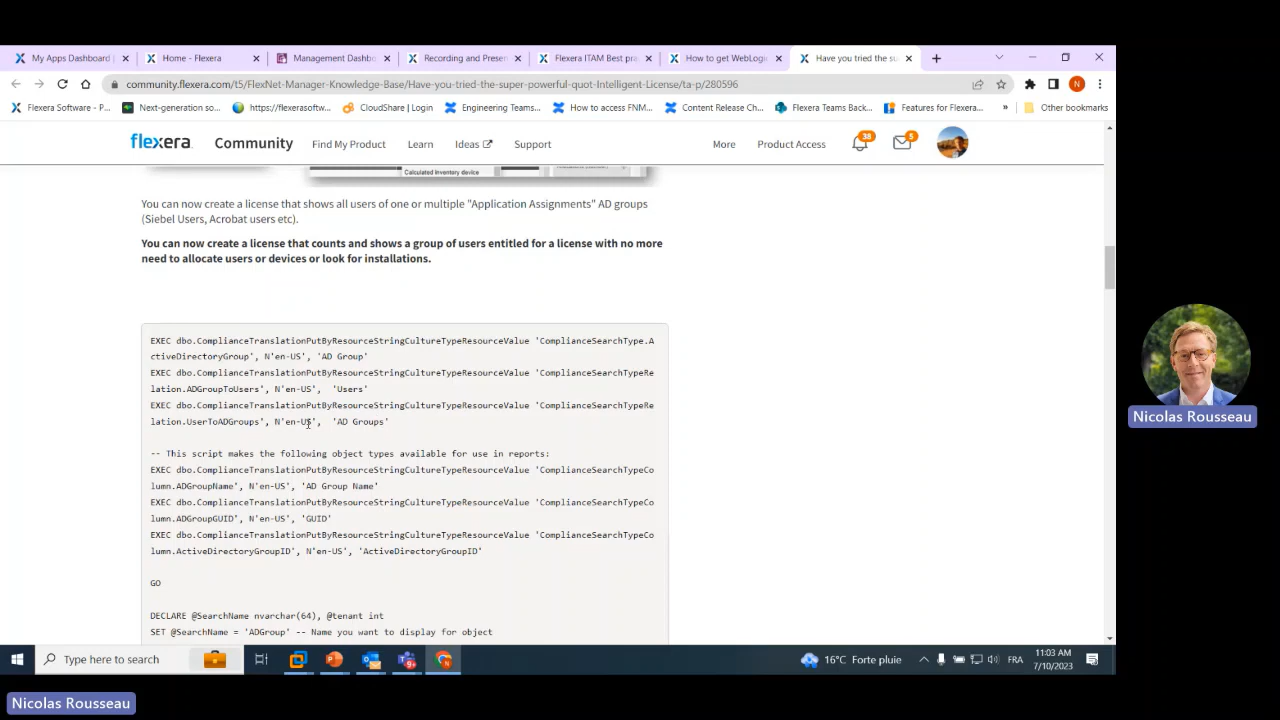 My Apps Dashboard
Home - Flexera
Management Dashbo
Recording and Presen
Flexera ITAM Best pra
How to get WebLogic
Have you tried the su
community.flexera.com/t5/FlexNet-Manager-Knowledge-Base/Have-you-tried-the-super-powerful-quot-Intelligent-License/ta-p/280596
N
Flexera Software - P...
Next-generation so...
https://flexerasoftw...
CloudShare | Login
Engineering Teams...
How to access FNM...
Content Release Ch...
Flexera Teams Back...
Features for Flexera...
»
Other bookmarks
flexera
Community
Find My Product
Learn
Ideas
Support
More
Product Access
38
5
Calculated Inventory device
You can now create a license that shows all users of one or multiple "Application Assignments" AD groups
(Siebel Users, Acrobat users etc).
You can now create a license that counts and shows a group of users entitled for a license with no more
need to allocate users or devices or look for installations.
EXEC dbo.ComplianceTranslationPutByResourceStringCultureTypeResourceValue 'ComplianceSearchType.A
ctiveDirectoryGroup', N'en-US', 'AD Group'
EXEC dbo.ComplianceTranslationPutByResourceStringCultureTypeResourceValue 'ComplianceSearchTypeRe
lation.ADGroupToUsers', N'en-US', 'Users'
EXEC dbo.ComplianceTranslationPutByResourceStringCultureTypeResourceValue 'ComplianceSearchTypeRe
lation.UserToADGroups', N'en-US', 'AD Groups'
-- This script makes the following object types available for use in reports:
EXEC dbo.ComplianceTranslationPutByResourceStringCultureTypeResourceValue 'ComplianceSearchTypeCo
lumn.ADGroupName', N'en-US', 'AD Group Name'
EXEC dbo.ComplianceTranslationPutByResourceStringCultureTypeResourceValue 'ComplianceSearchTypeCo
lumn.ADGroupGUID', N'en-US', 'GUID'
EXEC dbo.ComplianceTranslationPutByResourceStringCultureTypeResourceValue 'ComplianceSearchTypeCo
lumn.ActiveDirectoryGroupID', N'en-US', 'ActiveDirectoryGroupID'
GO
DECLARE @SearchName nvarchar(64), @tenant int
SET @SearchName = 'ADGroup' -- Name you want to display for object
Nicolas Rousseau
Type here to search
16°C Forte pluie
FRA
11:03 AM
7/10/2023
Nicolas Rousseau